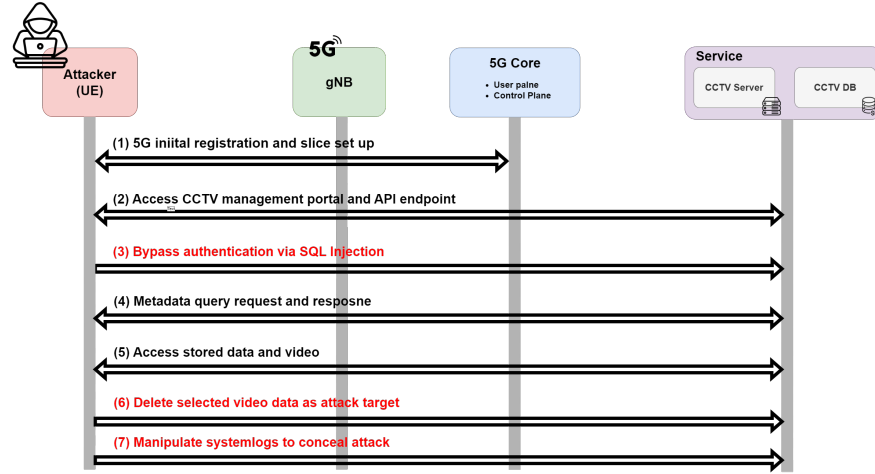 Attacker
(UE)
5G
gNB
5G Core
• User palne
• Control Plane
Service
CCTV Server
CCTV DB
(1) 5G iniital registration and slice set up
(2) Access CCTV management portal and API endpoint
(3) Bypass authentication via SQL Injection
(4) Metadata query request and resposne
(5) Access stored data and video
(6) Delete selected video data as attack target
(7) Manipulate systemlogs to conceal attack